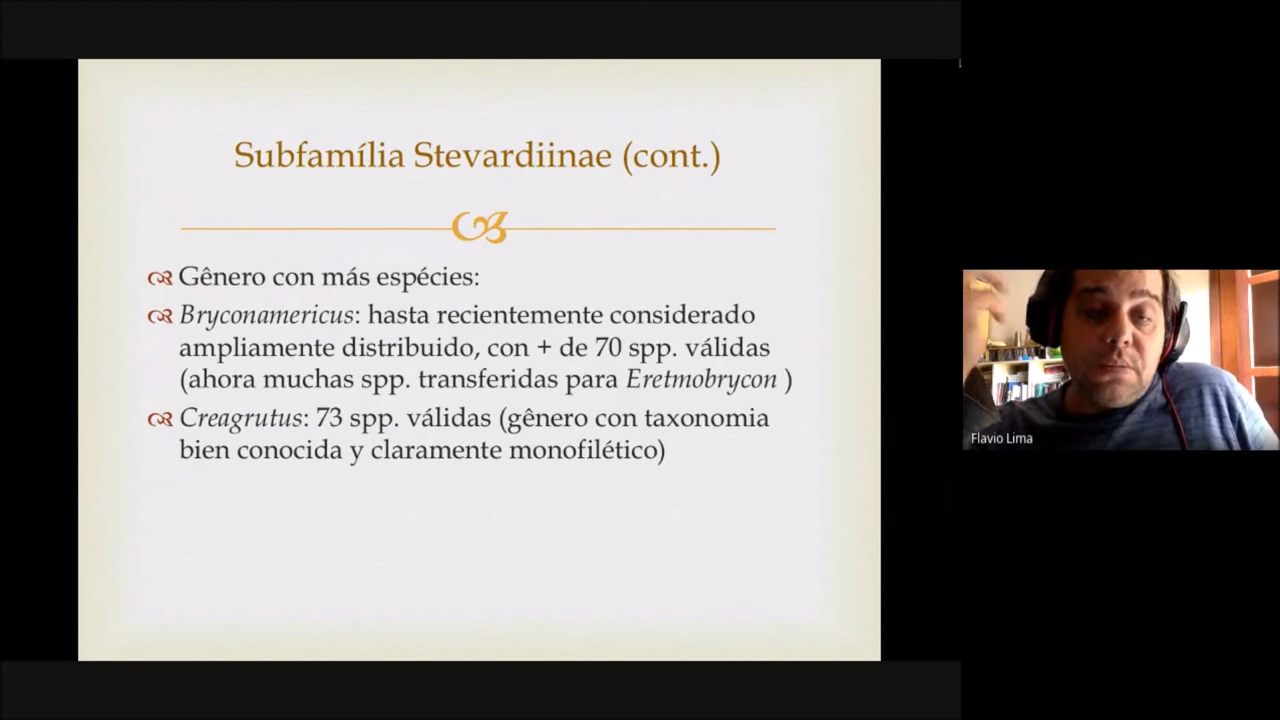 Subfamília Stevardiinae (cont.)
Gênero con más espécies:
Bryconamericus: hasta recientemente considerado
ampliamente distribuido, con + de 70 spp. válidas
(ahora muchas spp. transferidas para Eretmobrycon )
Creagrutus: 73 spp. válidas (gênero con taxonomia
bien conocida y claramente monofilético)
Flavio Lima